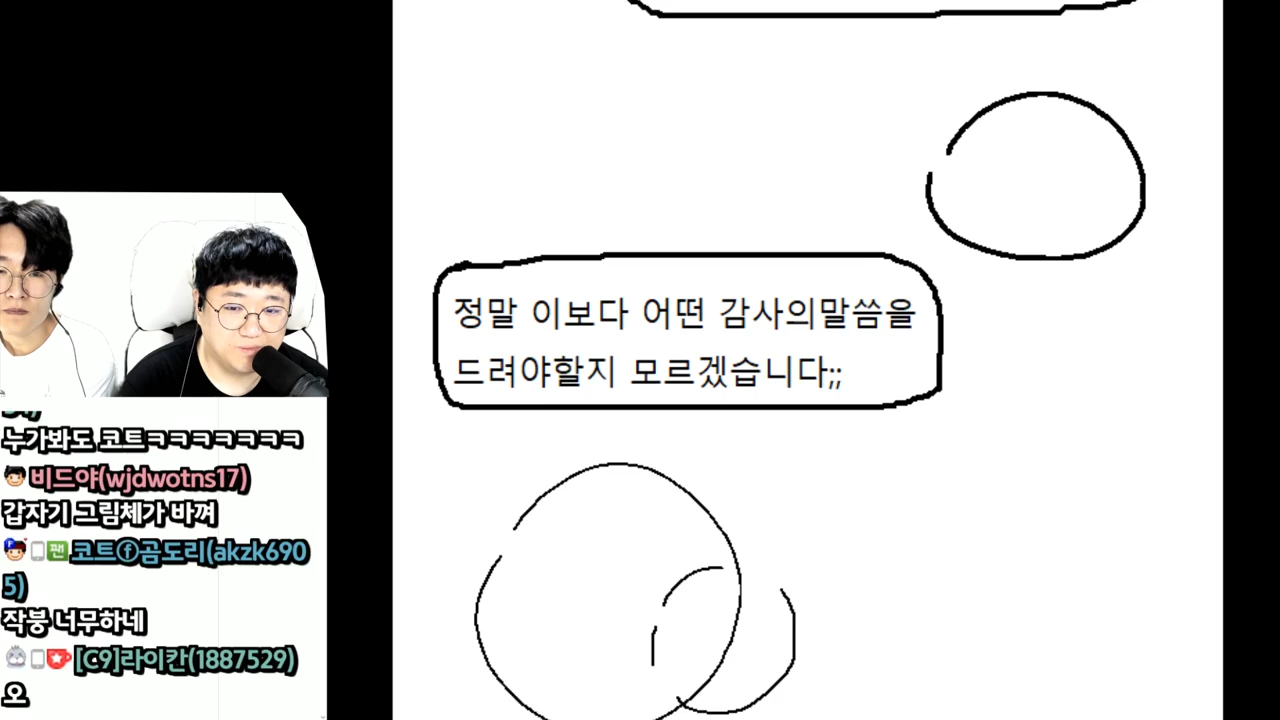 정말 이보다 어떤 감사의말씀을
드려야할지 모르겠습니다;;
누가봐도 코트ㅋㅋㅋㅋㅋㅋㅋ
비드야(wjdwotns17)
갑자기 그림체가 바껴
팬 코트ⓕ곰도리(akzk690
5)
작붕 너무하네
[C9]라이칸(1887529)
오